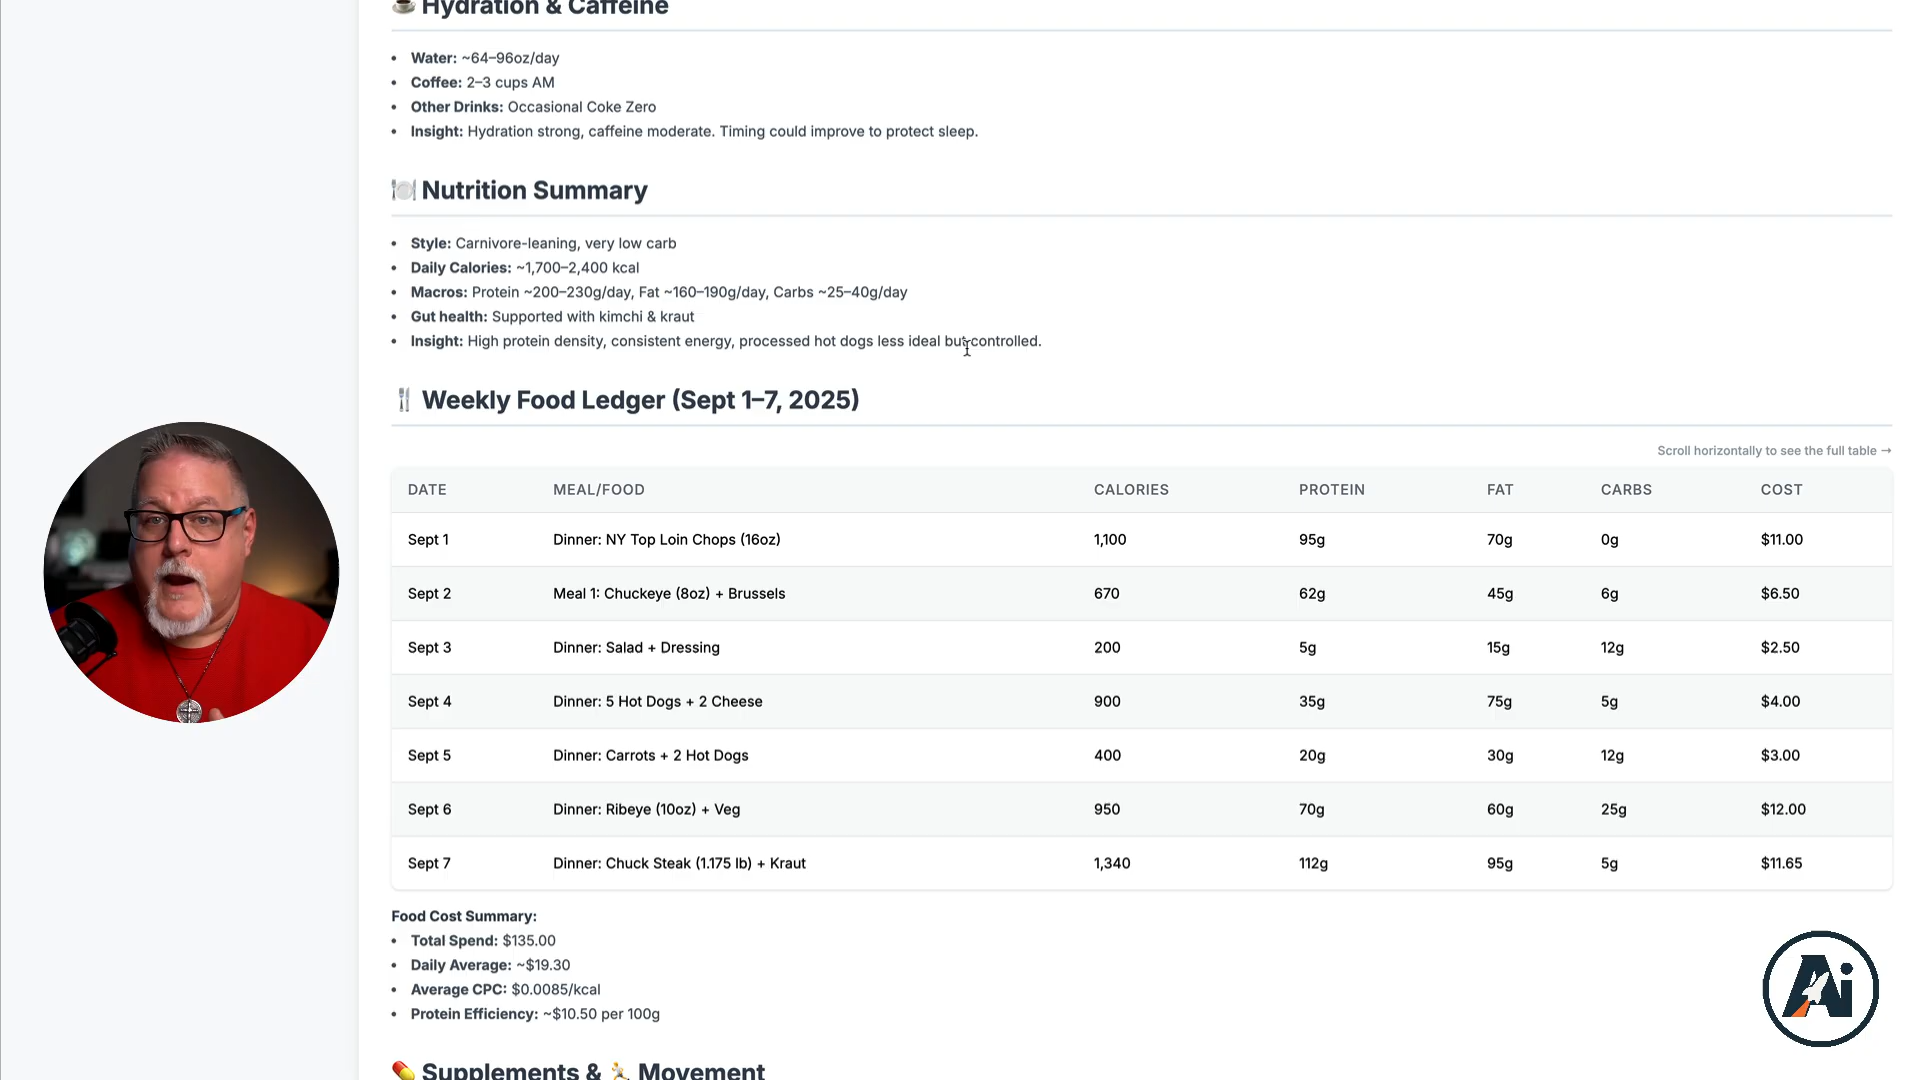 Hydration & Caffeine
• Water: ~64–96oz/day
• Coffee: 2–3 cups AM
• Other Drinks: Occasional Coke Zero
• Insight: Hydration strong, caffeine moderate. Timing could improve to protect sleep.
Nutrition Summary
• Style: Carnivore-leaning, very low carb
• Daily Calories: ~1,700–2,400 kcal
• Macros: Protein ~200–230g/day, Fat ~160–190g/day, Carbs ~25–40g/day
• Gut health: Supported with kimchi & kraut
• Insight: High protein density, consistent energy, processed hot dogs less ideal but controlled.
Weekly Food Ledger (Sept 1–7, 2025)
Scroll horizontally to see the full table →
DATE MEAL/FOOD CALORIES PROTEIN FAT CARBS COST
Sept 1 Dinner: NY Top Loin Chops (16oz) 1,100 95g 70g 0g $11.00
Sept 2 Meal 1: Chuckeye (8oz) + Brussels 670 62g 45g 6g $6.50
Sept 3 Dinner: Salad + Dressing 200 5g 15g 12g $2.50
Sept 4 Dinner: 5 Hot Dogs + 2 Cheese 900 35g 75g 5g $4.00
Sept 5 Dinner: Carrots + 2 Hot Dogs 400 20g 30g 12g $3.00
Sept 6 Dinner: Ribeye (10oz) + Veg 950 70g 60g 25g $12.00
Sept 7 Dinner: Chuck Steak (1.175 lb) + Kraut 1,340 112g 95g 5g $11.65
Food Cost Summary:
• Total Spend: $135.00
• Daily Average: ~$19.30
• Average CPC: $0.0085/kcal
• Protein Efficiency: ~$10.50 per 100g
Ai
Supplements & Movement